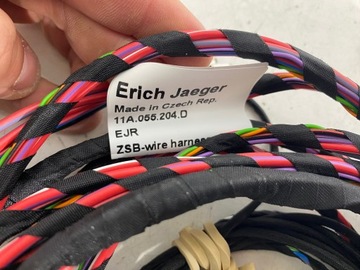 Erich Jaeger
Made in Czech Rep.
11A.055.204.D
EJR
ZSB-wire harness